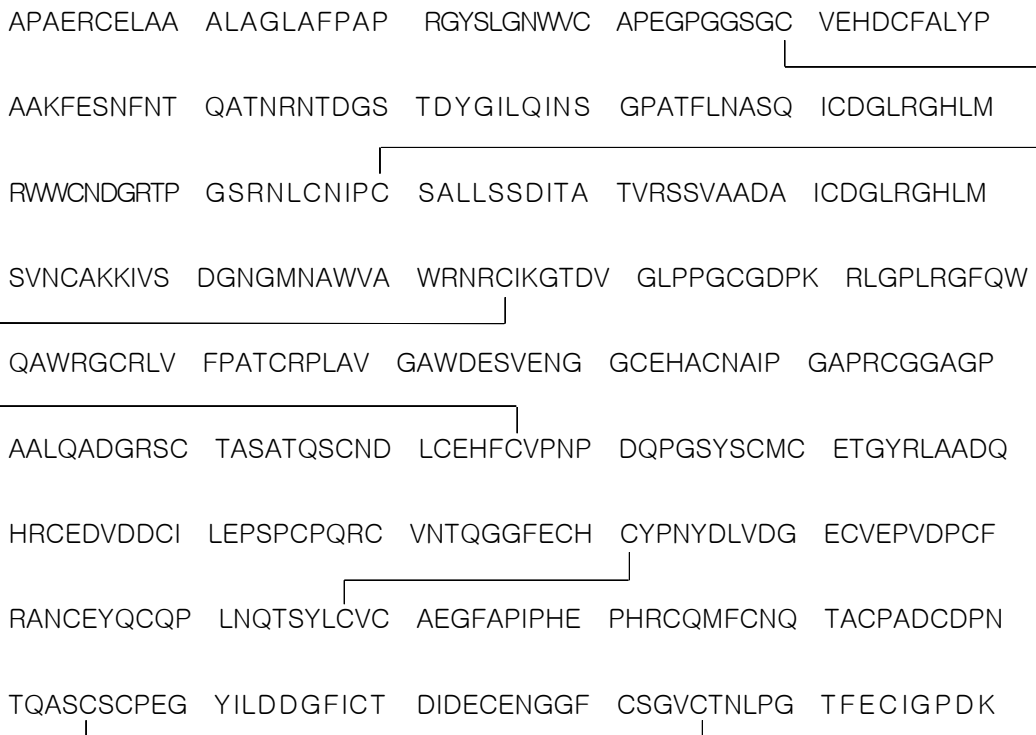 APAERCELAA ALAGLAFPAP RGYSLGNWVC APEGPGGSGC VEHDCFALYP
AAKFESNFNT QATNRNTDGS TDYGILQINS GPATFLNASQ ICDGLRGHLM
RWWCNDGRTP GSRNLCNIPC SALLSSDITA TVRSSVAADA ICDGLRGHLM
SVNCAKKIVS DGNGMNAWVA WRNRCIKGTDV GLPPGCGDPK RLGPLRGFQW
QAWRGCRLV FPATCRPLAV GAWDESVENG GCEHACNAIP GAPRCGGAGP
AALQADGRSC TASATQSCND LCEHFCVPNP DQPGSYSCMC ETGYRLAADQ
HRCEDVDDCI LEPSPCPQRC VNTQGGFECH CYPNYDLVDG ECVEPVDPCF
RANCEYQCQP LNQTSYLCVC AEGFAPIPHE PHRCQMFCNQ TACPADCDPN
TQASCSCPEG YILDDGFICT DIDECENGGF CSGVCTNLPG TFECIGPDK